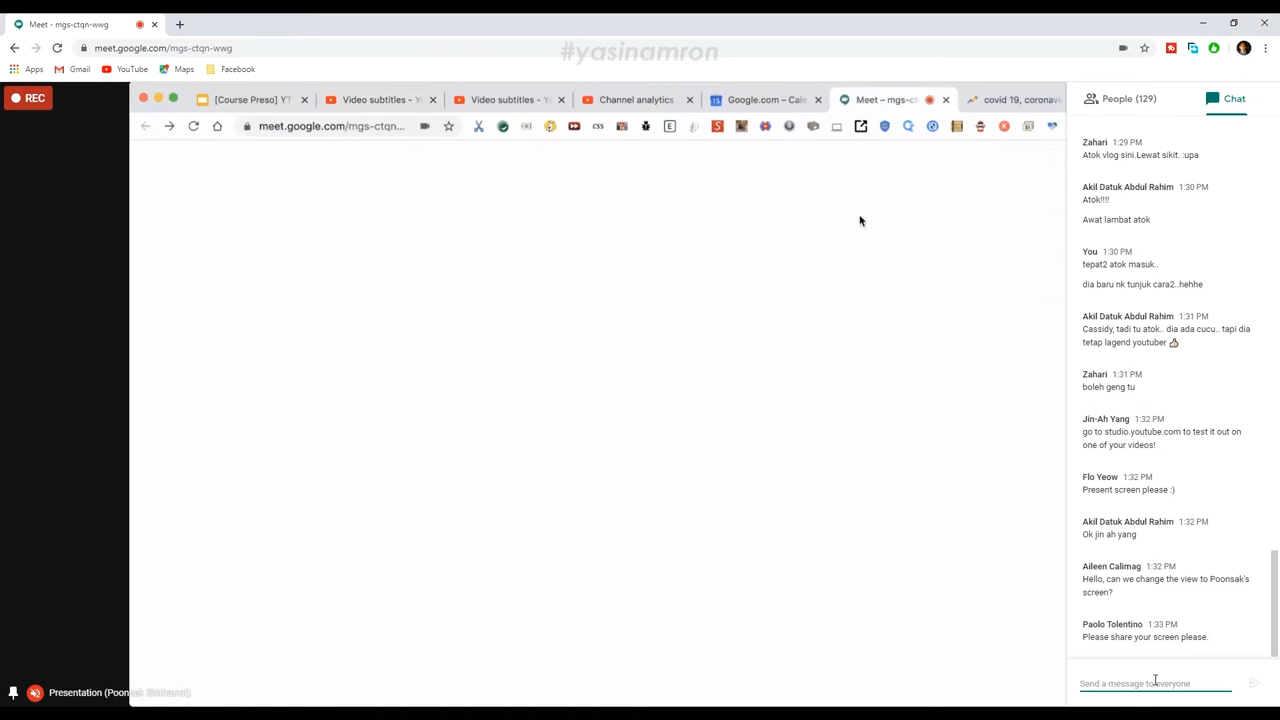 Meet - mgs-ctqn-wwg
meet.google.com/mgs-ctqn-wwg
#yasinamron
Apps Gmail YouTube Maps Facebook
REC
[Course Preso] YT Video subtitles - Video subtitles - Y Channel analytics Google.com – Cale Meet – mgs-ct covid 19, coronavi
meet.google.com/mgs-ctqn...
CSS
People (129) Chat
Zahari 1:29 PM
Atok vlog sini.Lewat sikit. :upa
Akil Datuk Abdul Rahim 1:30 PM
Atok!!!!
Awat lambat atok
You 1:30 PM
tepat2 atok masuk..
dia baru nk tunjuk cara2..hehhe
Akil Datuk Abdul Rahim 1:31 PM
Cassidy, tadi tu atok.. dia ada cucu.. tapi dia
tetap lagend youtuber 👍
Zahari 1:31 PM
boleh geng tu
Jin-Ah Yang 1:32 PM
go to studio.youtube.com to test it out on
one of your videos!
Flo Yeow 1:32 PM
Present screen please :)
Akil Datuk Abdul Rahim 1:32 PM
Ok jin ah yang
Aileen Calimag 1:32 PM
Hello, can we change the view to Poonsak's
screen?
Paolo Tolentino 1:33 PM
Please share your screen please.
Send a message to everyone
Presentation (Poonsak